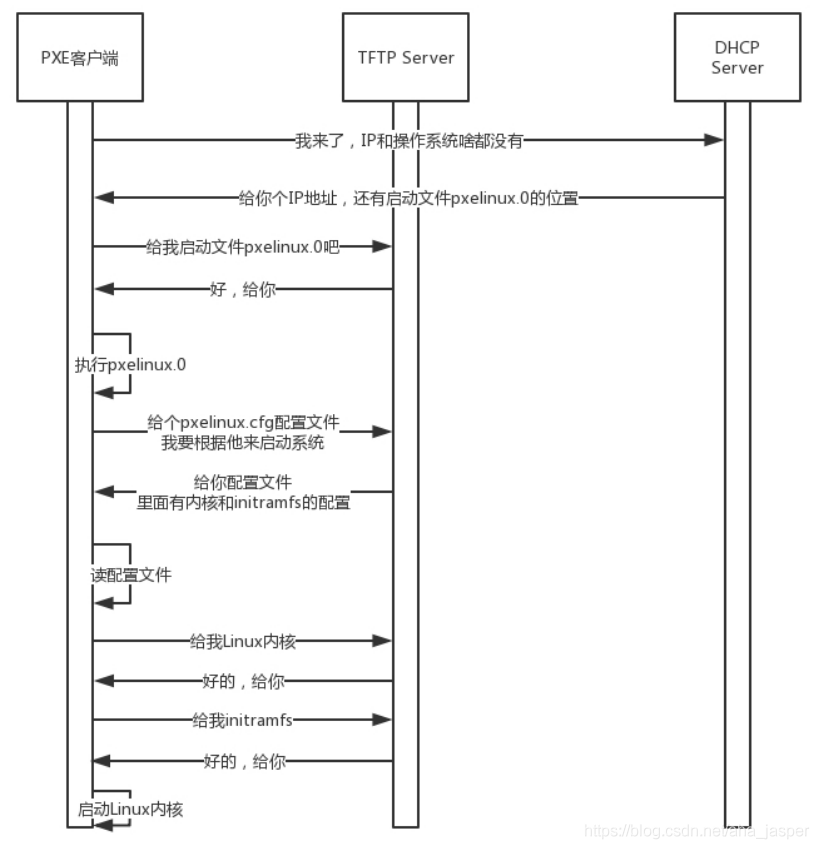 PXE客户端
TFTP Server
DHCP
Server
我来了，IP和操作系统啥都没有
给你个IP地址，还有启动文件pxelinux.0的位置
给我启动文件pxelinux.0吧
好，给你
执行pxelinux.0
给个pxelinux.cfg配置文件
我要根据他来启动系统
给你配置文件
里面有内核和initramfs的配置
读配置文件
给我Linux内核
好的，给你
给我initramfs
好的，给你
启动Linux内核
https://blog.csdn.net/aha_jasper